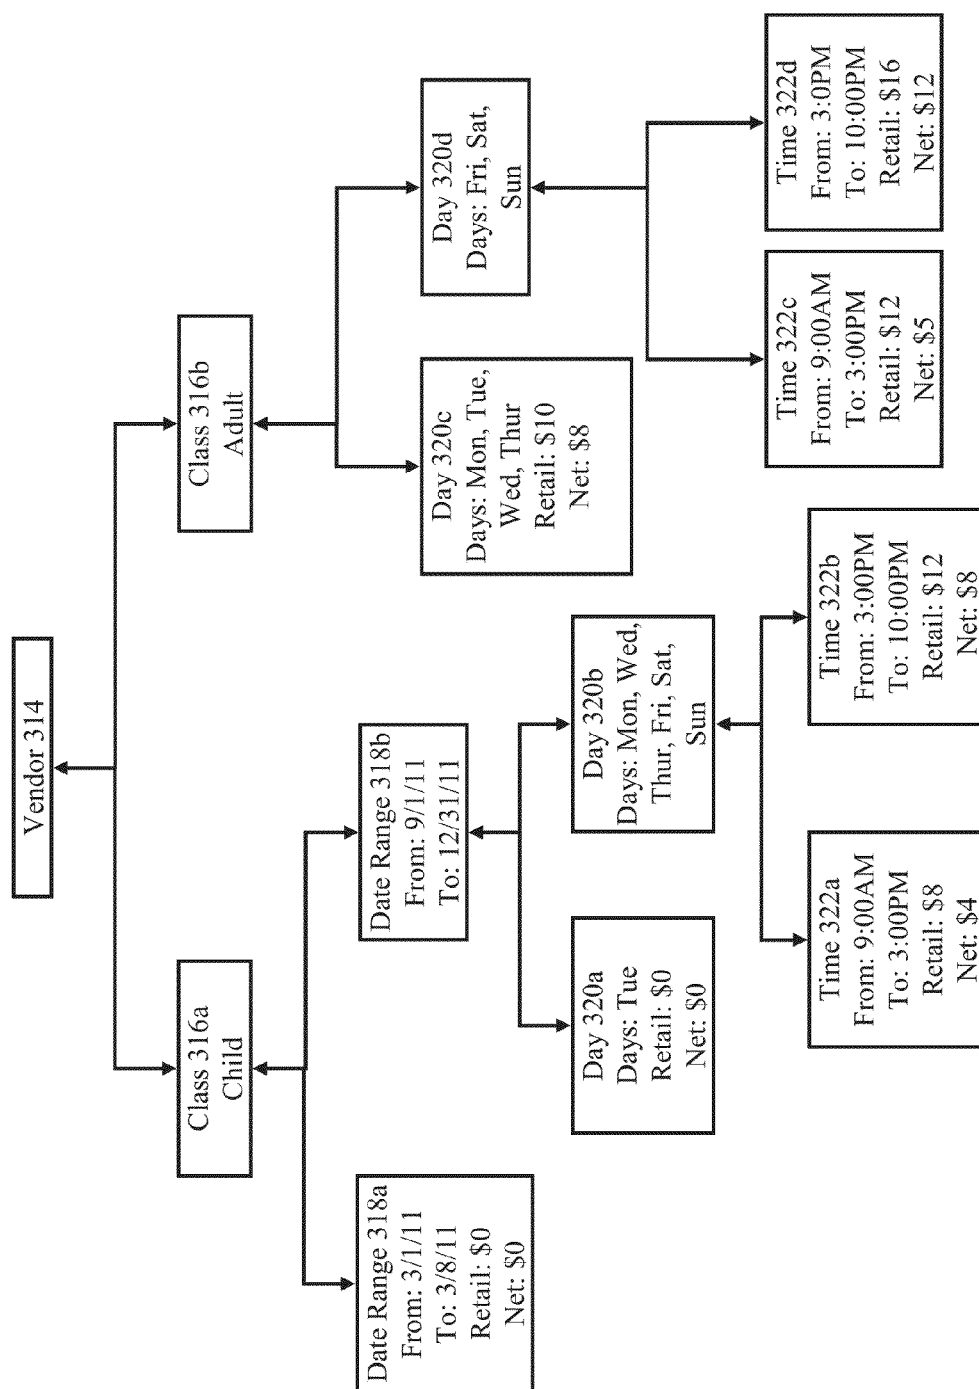 Vendor 314
Class 316a
Child
Class 316b
Adult
Date Range 318a
From: 3/1/11
To: 3/8/11
Retail: $0
Net: $0
Date Range 318b
From: 9/1/11
To: 12/31/11
Day 320c
Days: Mon, Tue,
Wed, Thur
Retail: $10
Net: $8
Day 320d
Days: Fri, Sat,
Sun
Day 320a
Days: Tue
Retail: $0
Net: $0
Day 320b
Days: Mon, Wed,
Thur, Fri, Sat,
Sun
Time 322a
From: 9:00AM
To: 3:00PM
Retail: $8
Net: $4
Time 322b
From: 3:00PM
To: 10:00PM
Retail: $12
Net: $8
Time 322c
From: 9:00AM
To: 3:00PM
Retail: $12
Net: $5
Time 322d
From: 3:0PM
To: 10:00PM
Retail: $16
Net: $12